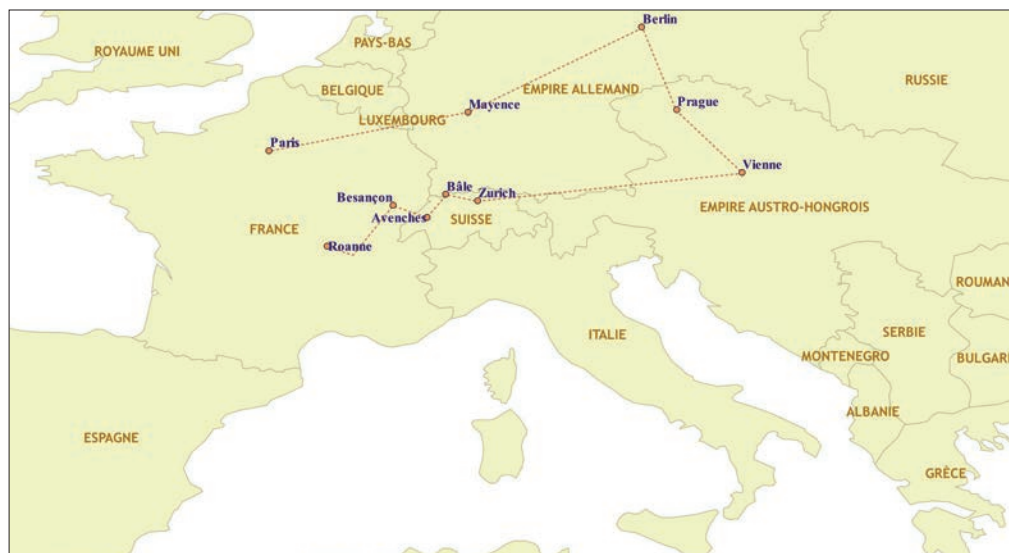 Berlin
ROYAUME UNI
PAYS-BAS
RUSSIE
BELGIQUE
EMPIRE ALLEMAND
Mayence
Prague
LUXEMBOURG
Paris
Vienne
Bâle
Zurich
Besançon
Avenches
SUISSE
EMPIRE AUSTRO-HONGROIS
FRANCE
Roanne
ROUMAN
SERBIE
ITALIE
MONTENEGRO
BULGARI
ALBANIE
ESPAGNE
GRÈCE